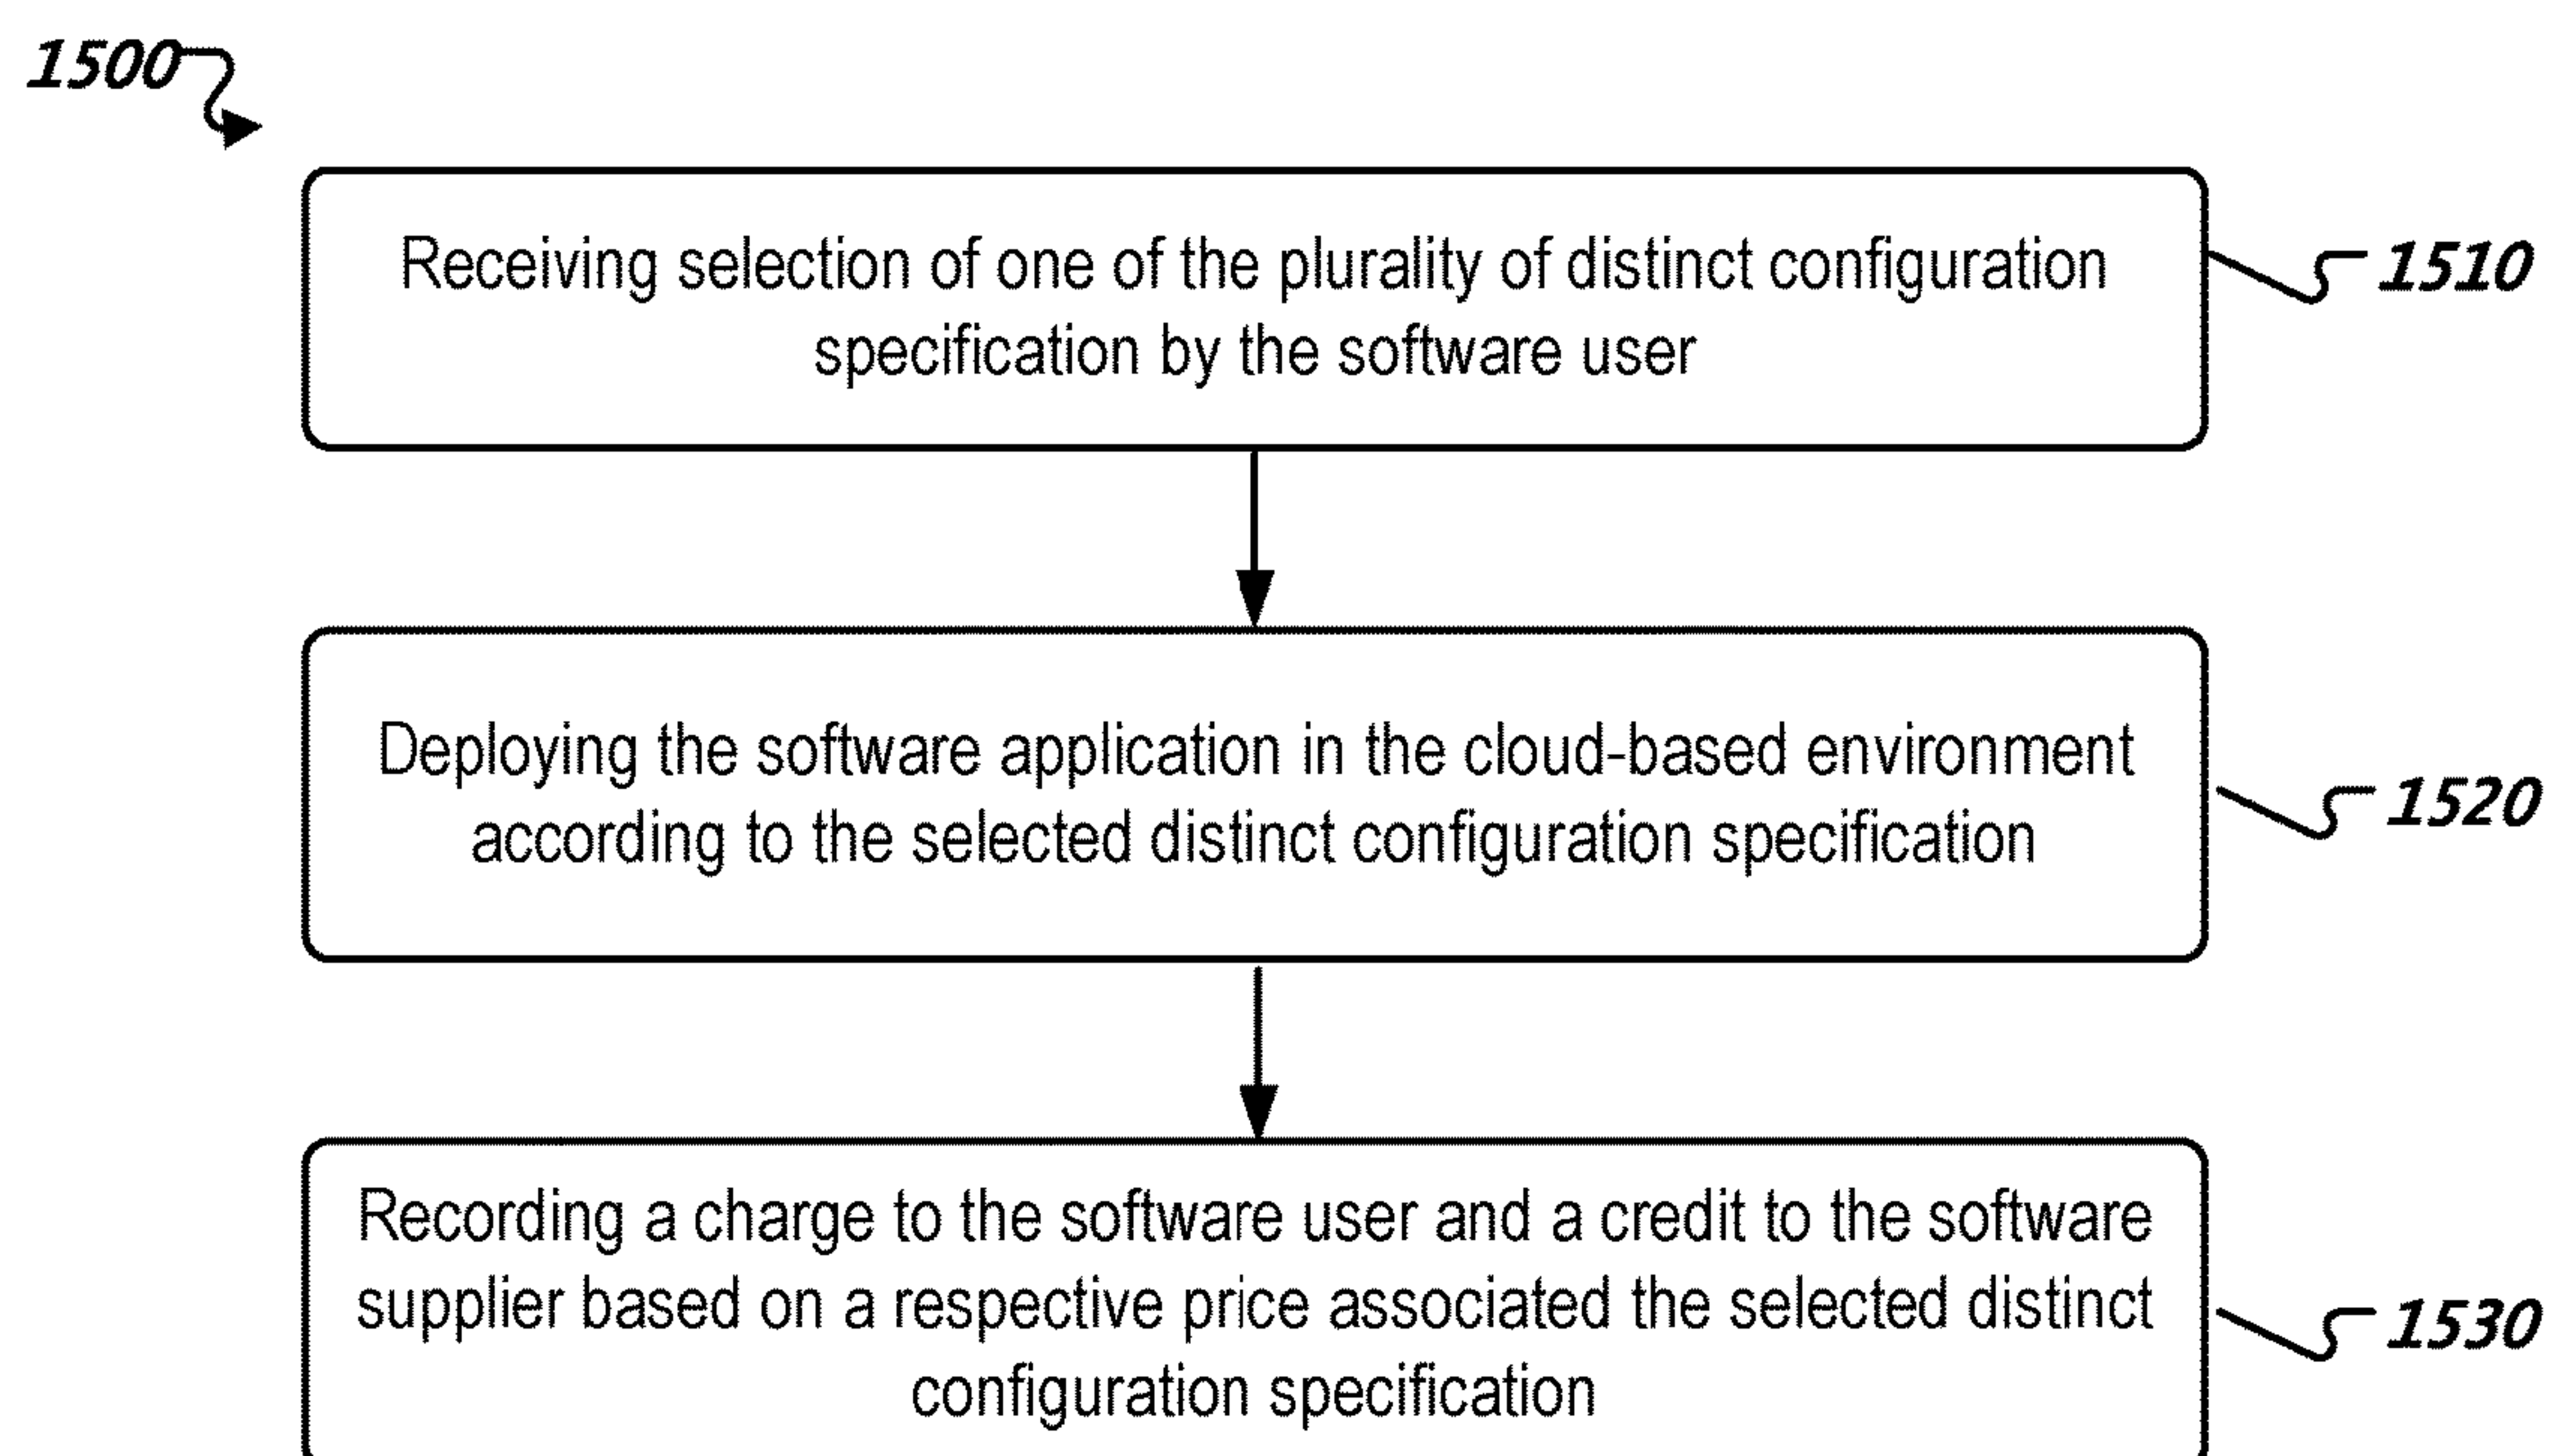 1500
Receiving selection of one of the plurality of distinct configuration
specification by the software user
1510
Deploying the software application in the cloud-based environment
according to the selected distinct configuration specification
1520
Recording a charge to the software user and a credit to the software
supplier based on a respective price associated the selected distinct
configuration specification
1530